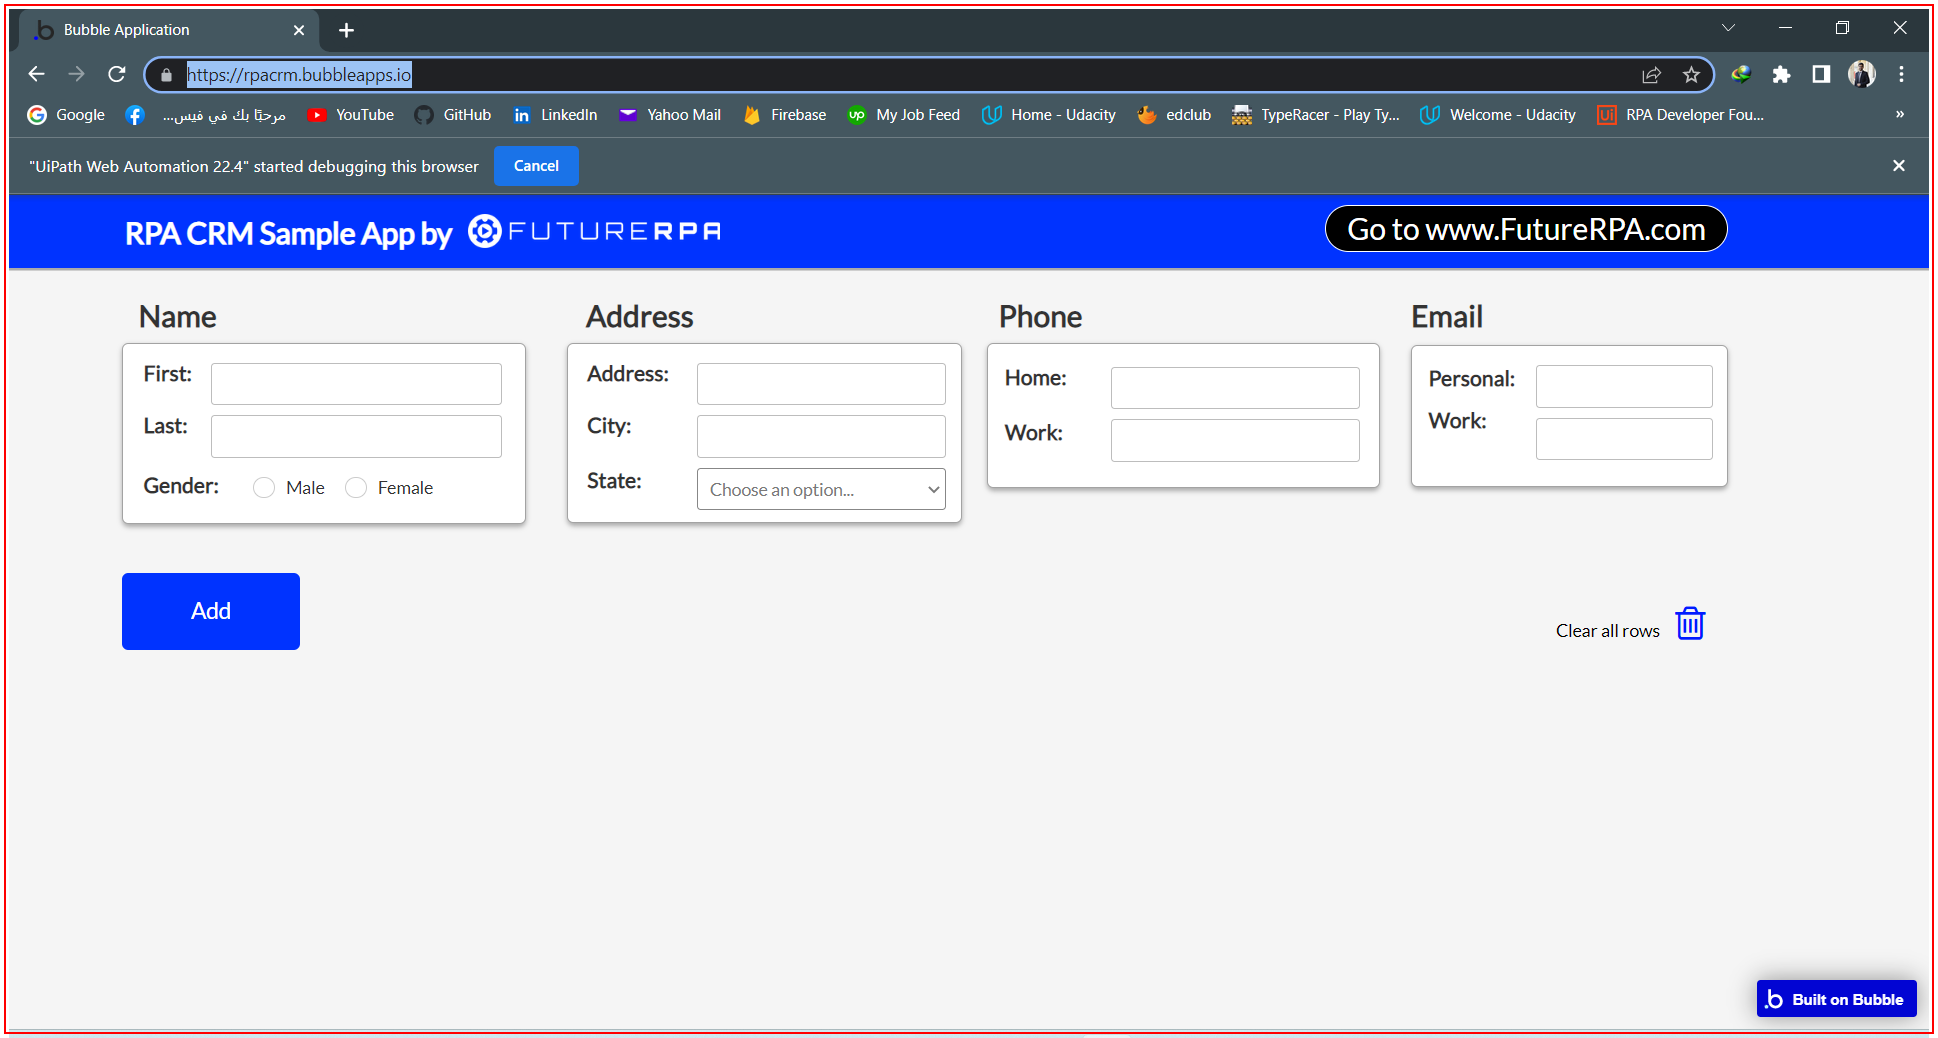 Bubble Application
https://rpacrm.bubbleapps.io
Google مرحبًا بك في فيس... YouTube GitHub LinkedIn Yahoo Mail Firebase My Job Feed Home - Udacity edclub TypeRacer - Play Ty... Welcome - Udacity RPA Developer Fou... »
"UiPath Web Automation 22.4" started debugging this browser Cancel
RPA CRM Sample App by FUTURERPA Go to www.FutureRPA.com
Name Address Phone Email
First: Address: Home: Personal:
Last: City: Work: Work:
Gender: Male Female State: Choose an option...
Add
Clear all rows
Built on Bubble